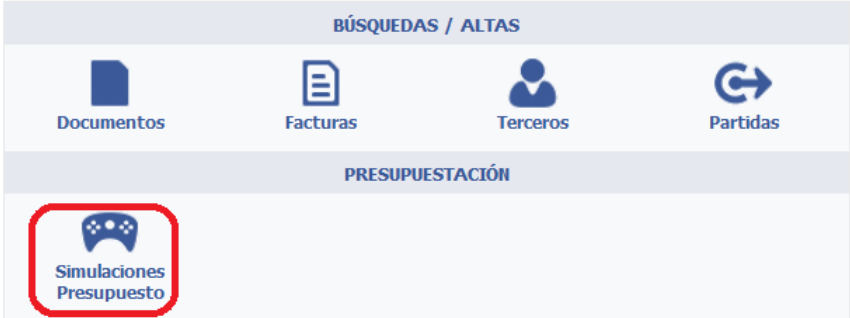 BÚSQUEDAS / ALTAS
Documentos Facturas Terceros Partidas
PRESUPUESTACIÓN
Simulaciones
Presupuesto